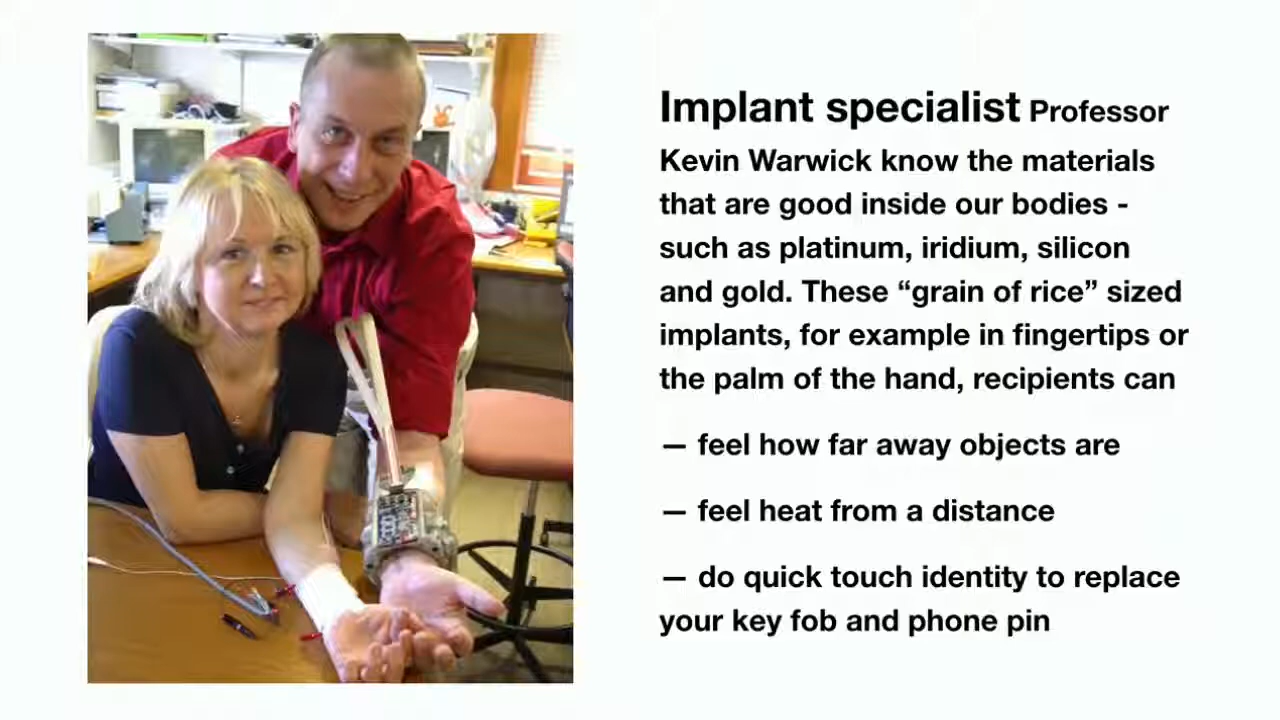 Implant specialist Professor
Kevin Warwick know the materials
that are good inside our bodies -
such as platinum, iridium, silicon
and gold. These “grain of rice” sized
implants, for example in fingertips or
the palm of the hand, recipients can
— feel how far away objects are
— feel heat from a distance
— do quick touch identity to replace
your key fob and phone pin